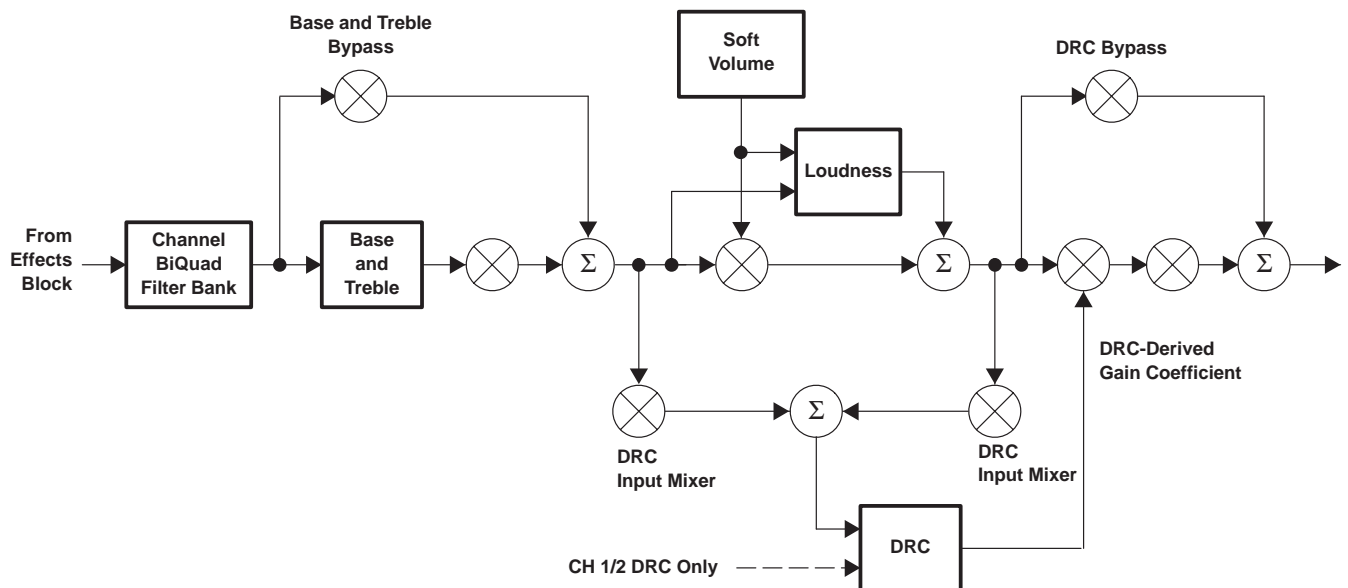 Base and Treble
Bypass
Soft
Volume
DRC Bypass
Loudness
From
Effects
Block
Channel
BiQuad
Filter Bank
Base
and
Treble
Σ
Σ
Σ
DRC-Derived
Gain Coefficient
Σ
DRC
Input Mixer
DRC
Input Mixer
DRC
CH 1/2 DRC Only